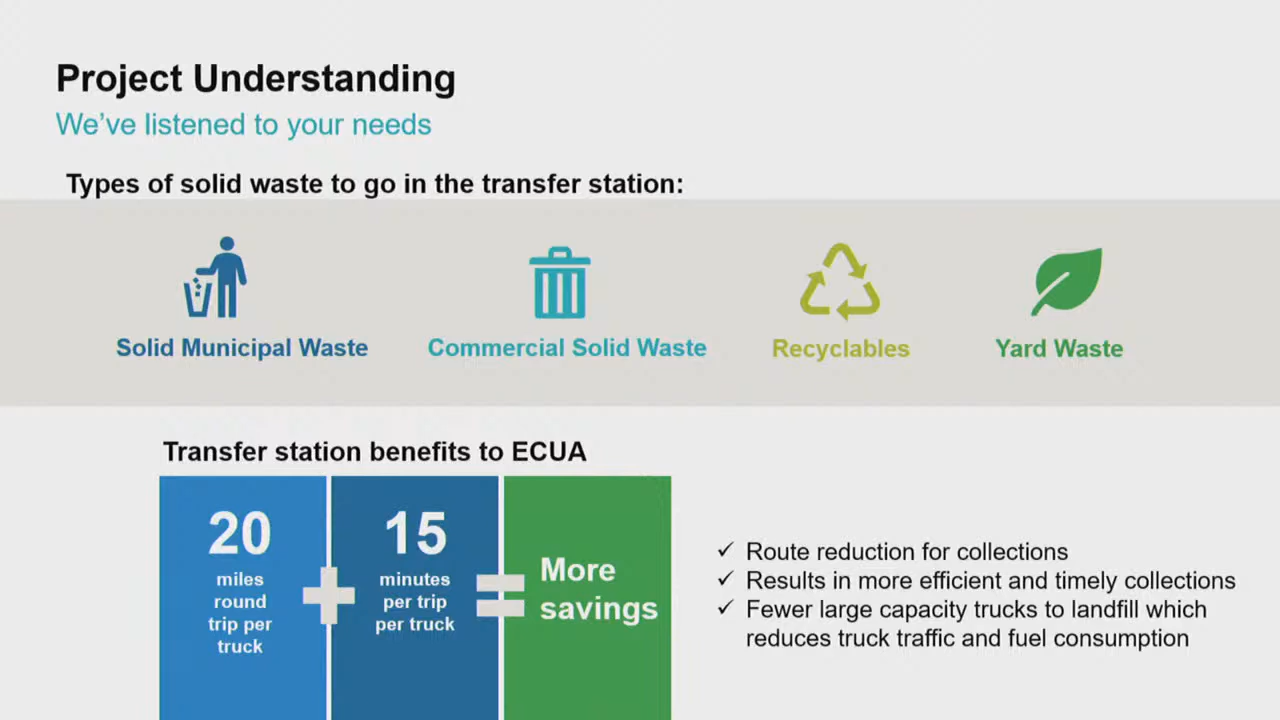 Project Understanding
We've listened to your needs
Types of solid waste to go in the transfer station:
Solid Municipal Waste
Commercial Solid Waste
Recyclables
Yard Waste
Transfer station benefits to ECUA
20
miles
round
trip per
truck
+
15
minutes
per trip
per truck
=
More
savings
✓ Route reduction for collections
✓ Results in more efficient and timely collections
✓ Fewer large capacity trucks to landfill which
reduces truck traffic and fuel consumption